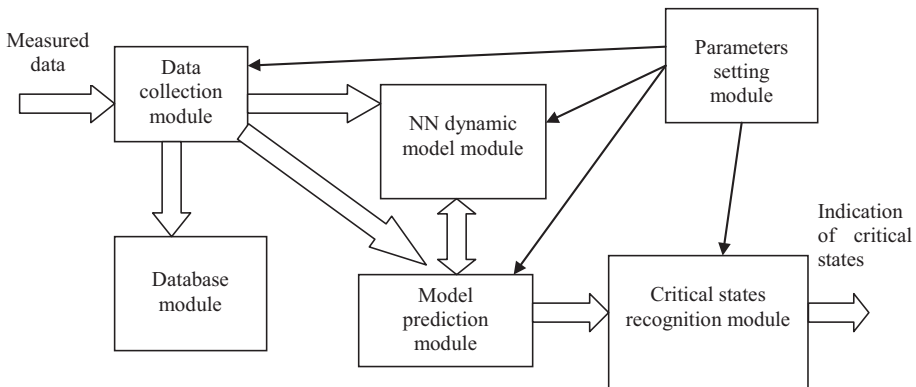 Measured
data
Data
collection
module
Parameters
setting
module
NN dynamic
model module
Indication
of critical
states
Database
module
Model
prediction
module
Critical states
recognition module